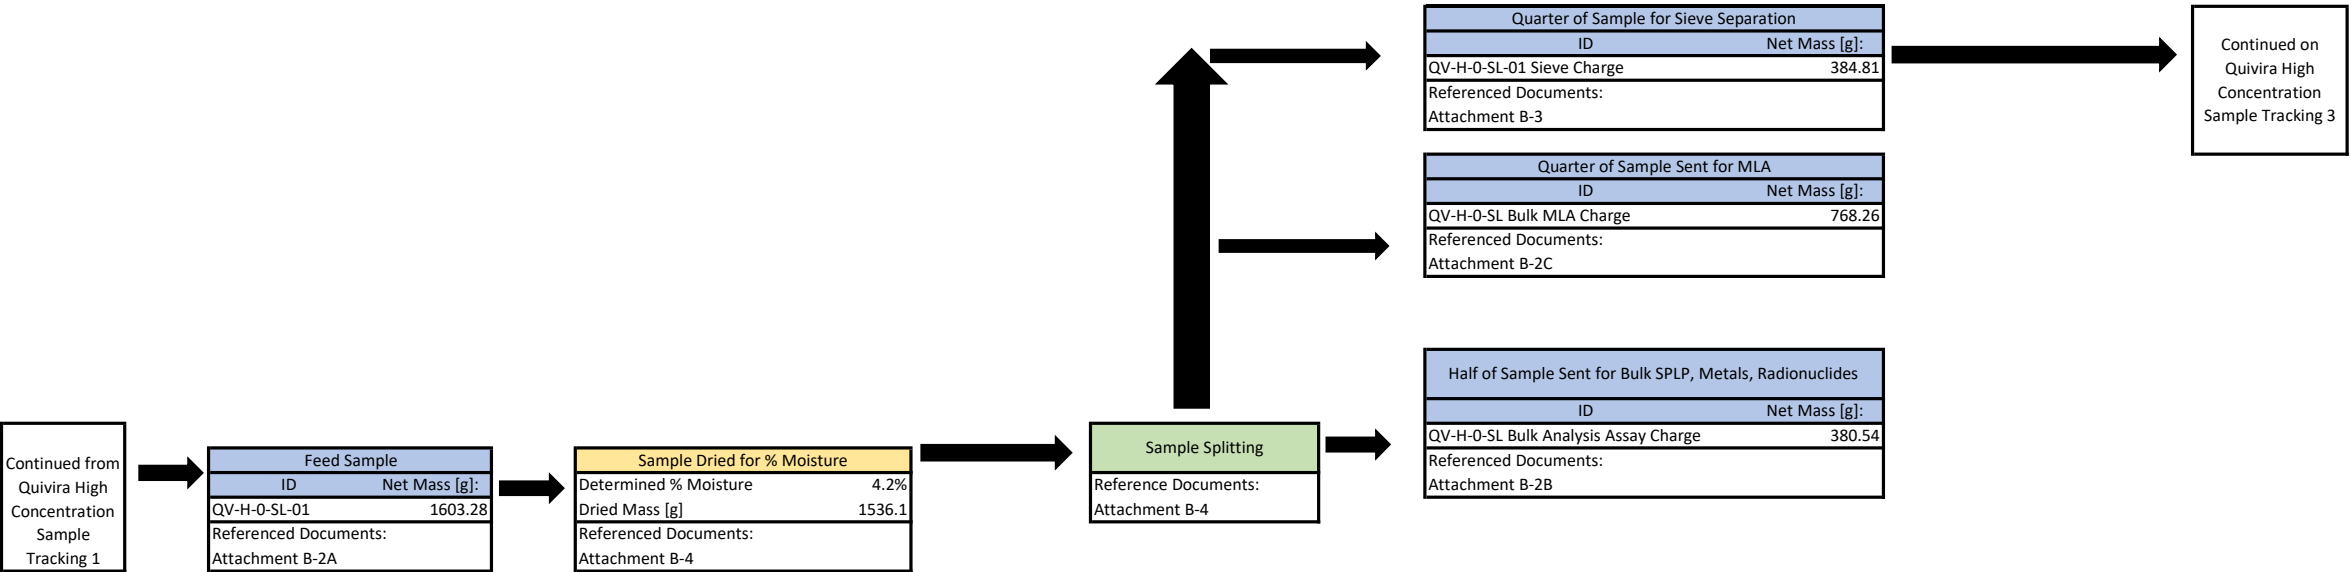 Quarter of Sample for Sieve Separation
ID Net Mass [g]:
QV-H-0-SL-01 Sieve Charge 384.81
Referenced Documents:
Attachment B-3
Continued on
Quivira High
Concentration
Sample Tracking 3
Quarter of Sample Sent for MLA
ID Net Mass [g]:
QV-H-0-SL Bulk MLA Charge 768.26
Referenced Documents:
Attachment B-2C
Half of Sample Sent for Bulk SPLP, Metals, Radionuclides
ID Net Mass [g]:
QV-H-0-SL Bulk Analysis Assay Charge 380.54
Referenced Documents:
Attachment B-2B
Continued from
Quivira High
Concentration
Sample
Tracking 1
Feed Sample
ID Net Mass [g]:
QV-H-0-SL-01 1603.28
Referenced Documents:
Attachment B-2A
Sample Dried for % Moisture
Determined % Moisture 4.2%
Dried Mass [g] 1536.1
Referenced Documents:
Attachment B-4
Sample Splitting
Reference Documents:
Attachment B-4